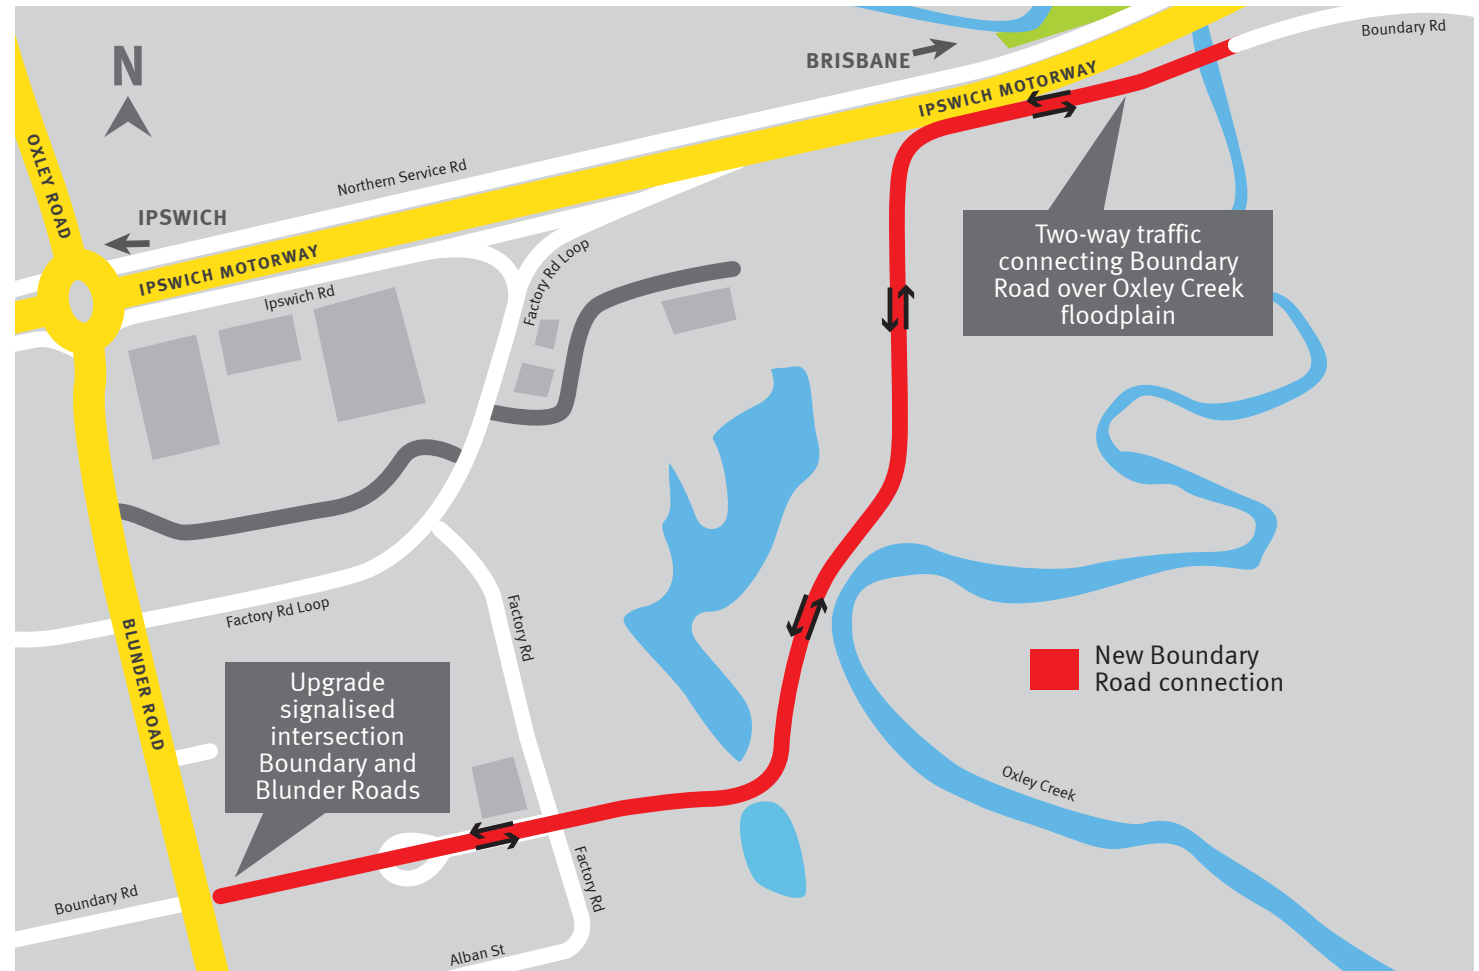 Boundary Rd
BRISBANE
IPSWICH MOTORWAY
N
OXLEY ROAD
Northern Service Rd
IPSWICH
IPSWICH MOTORWAY
Ipswich Rd
Factory Rd Loop
Two-way traffic
connecting Boundary
Road over Oxley Creek
floodplain
Factory Rd Loop
Factory Rd
BLUNDER ROAD
New Boundary
Road connection
Upgrade
signalised
intersection
Boundary and
Blunder Roads
Oxley Creek
Factory Rd
Boundary Rd
Alban St